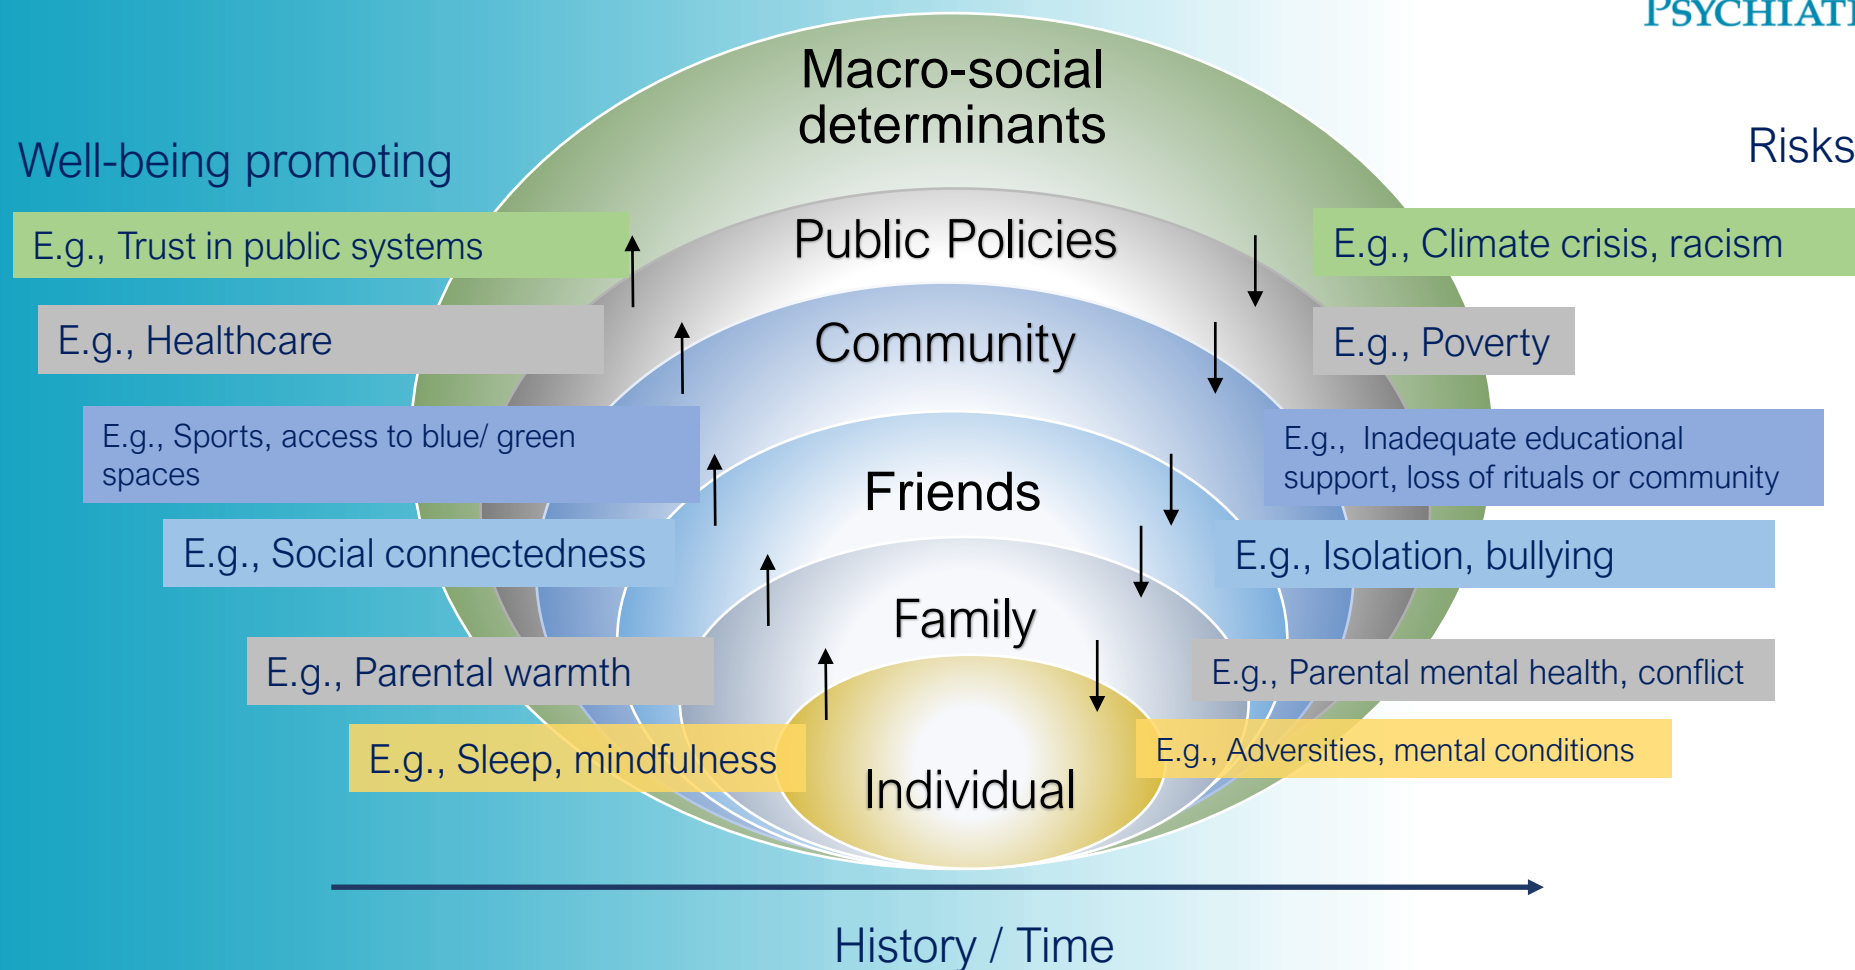 Macro-social
determinants
Well-being promoting
Risks
E.g., Trust in public systems
Public Policies
E.g., Climate crisis, racism
E.g., Healthcare
Community
E.g., Poverty
E.g., Sports, access to blue/ green
spaces
E.g., Inadequate educational
support, loss of rituals or community
Friends
E.g., Social connectedness
E.g., Isolation, bullying
Family
E.g., Parental warmth
E.g., Parental mental health, conflict
E.g., Sleep, mindfulness
E.g., Adversities, mental conditions
Individual
History / Time